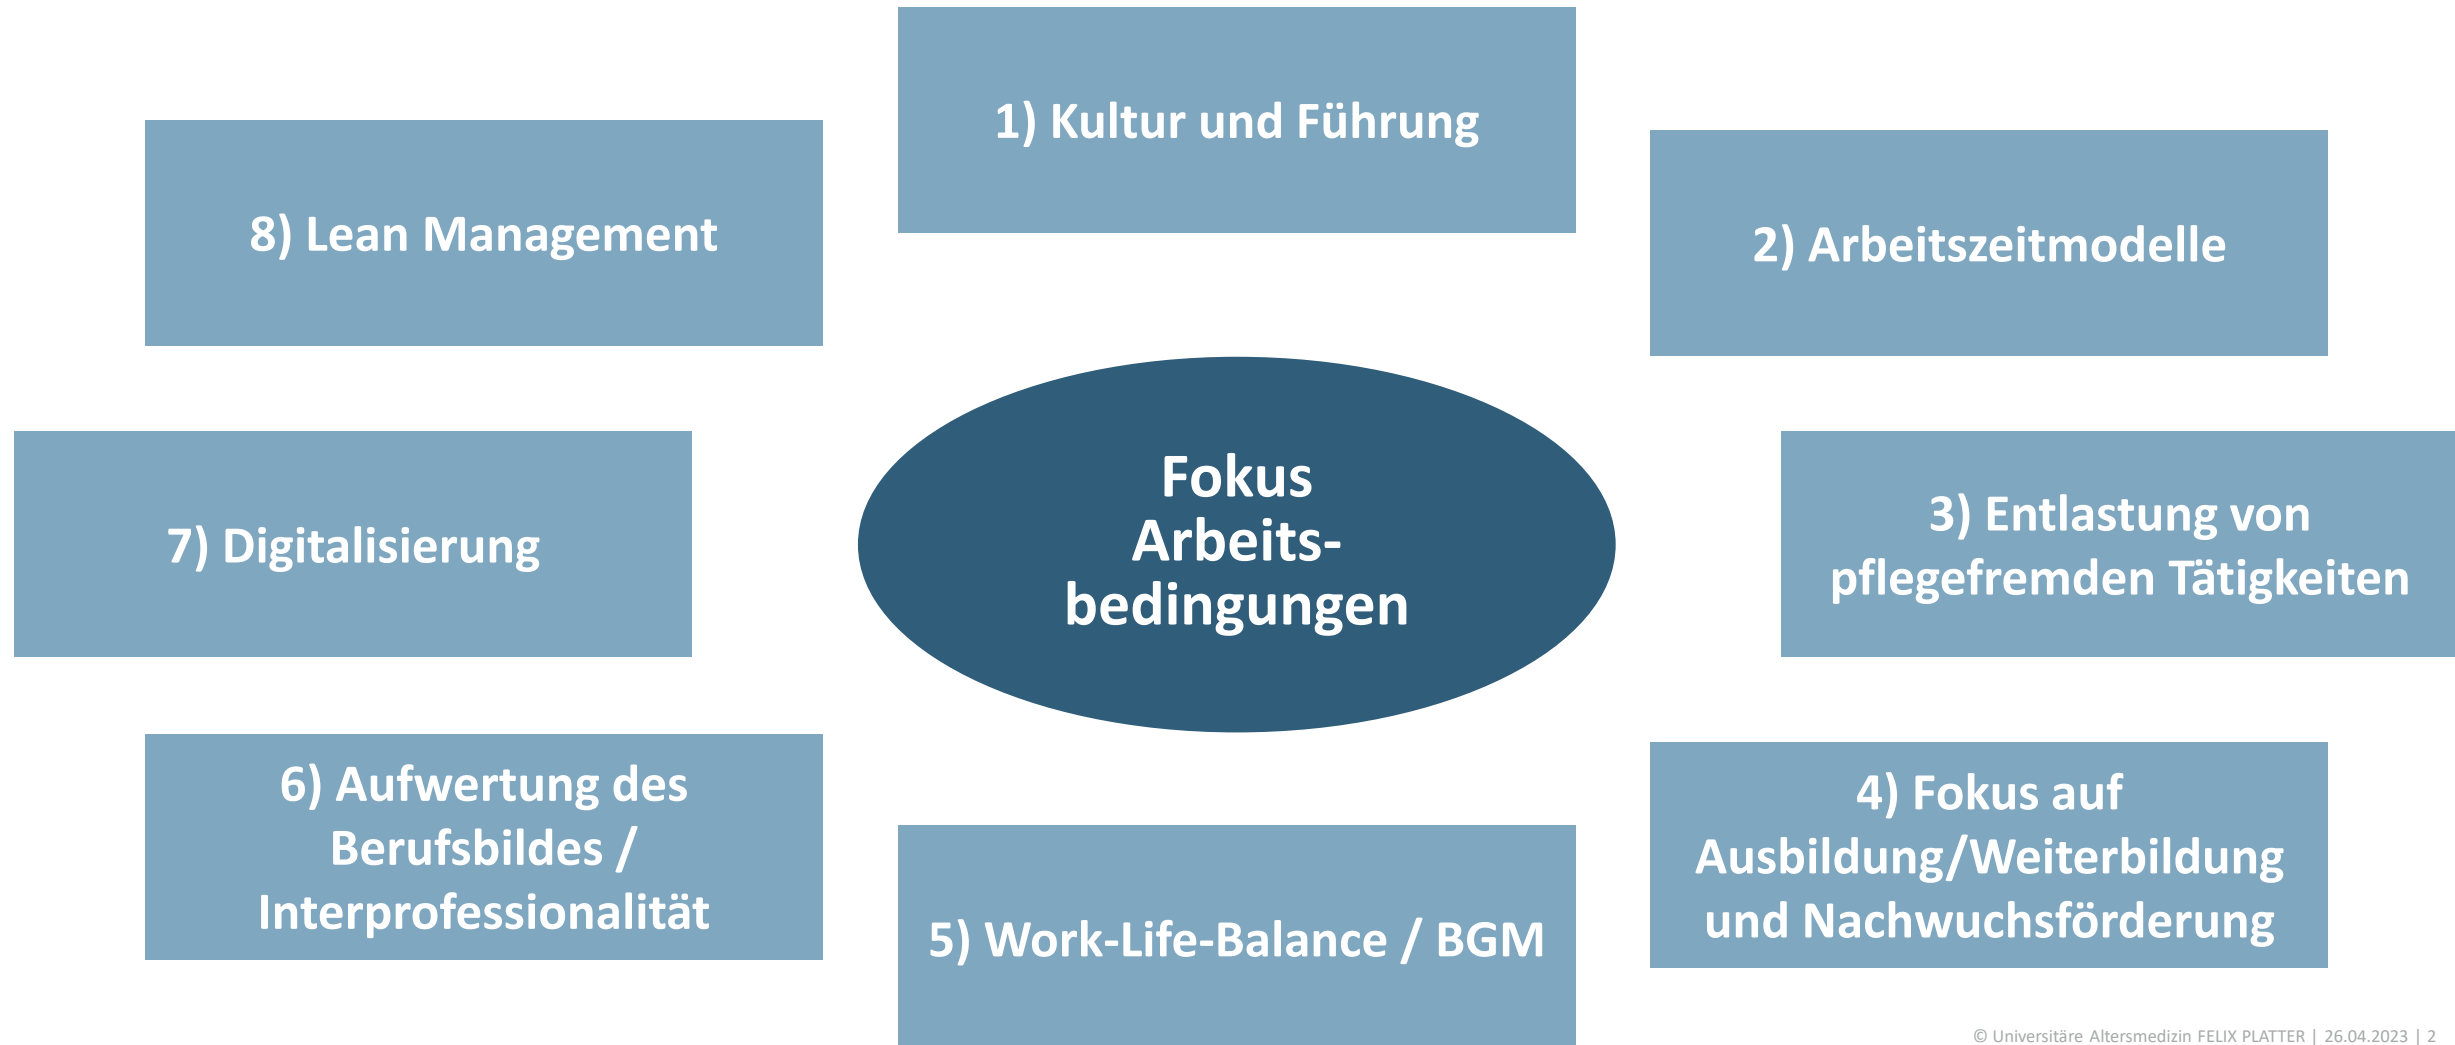 1) Kultur und Führung
2) Arbeitszeitmodelle
3) Entlastung von
pflegefremden Tätigkeiten
4) Fokus auf
Ausbildung/Weiterbildung
und Nachwuchsförderung
5) Work-Life-Balance / BGM
6) Aufwertung des
Berufsbildes /
Interprofessionalität
7) Digitalisierung
8) Lean Management
Fokus
Arbeits-
bedingungen
© Universitäre Altersmedizin FELIX PLATTER | 26.04.2023 | 2